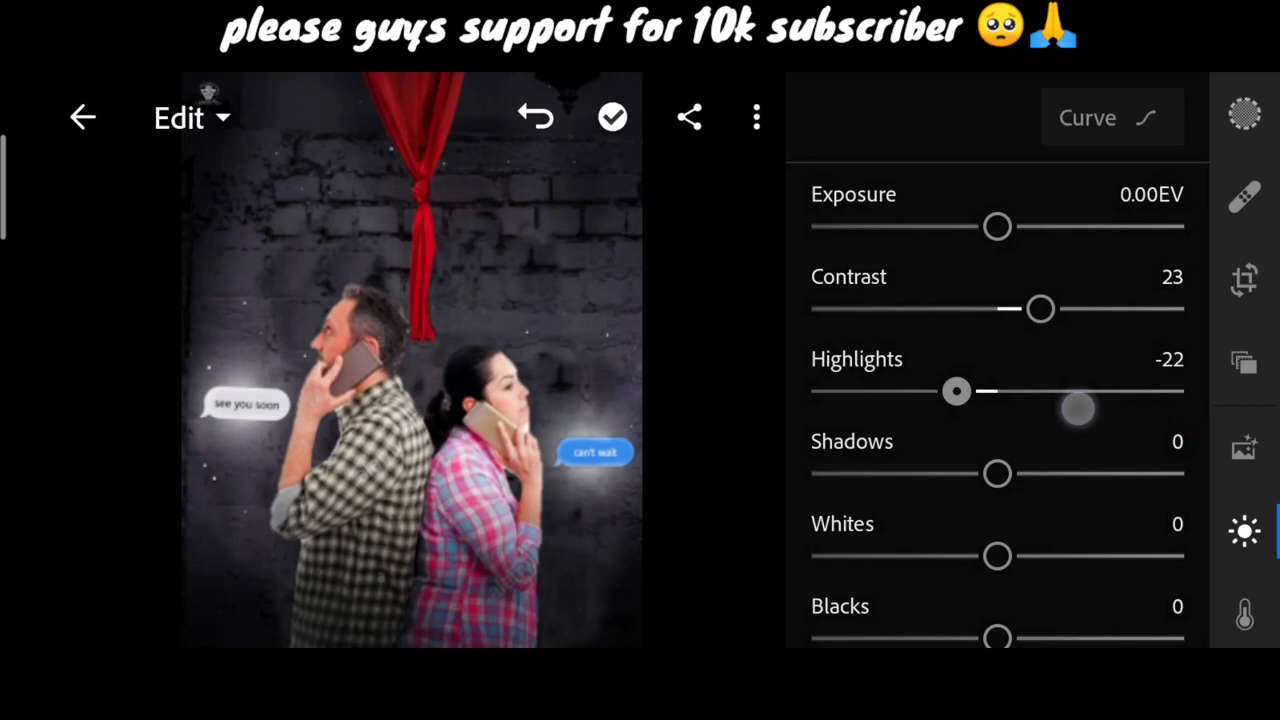 please guys support for 10k subscriber 🥺🙏
Edit
Curve
Exposure 0.00EV
Contrast 23
Highlights -22
Shadows 0
Whites 0
Blacks 0
see you soon
can't wait